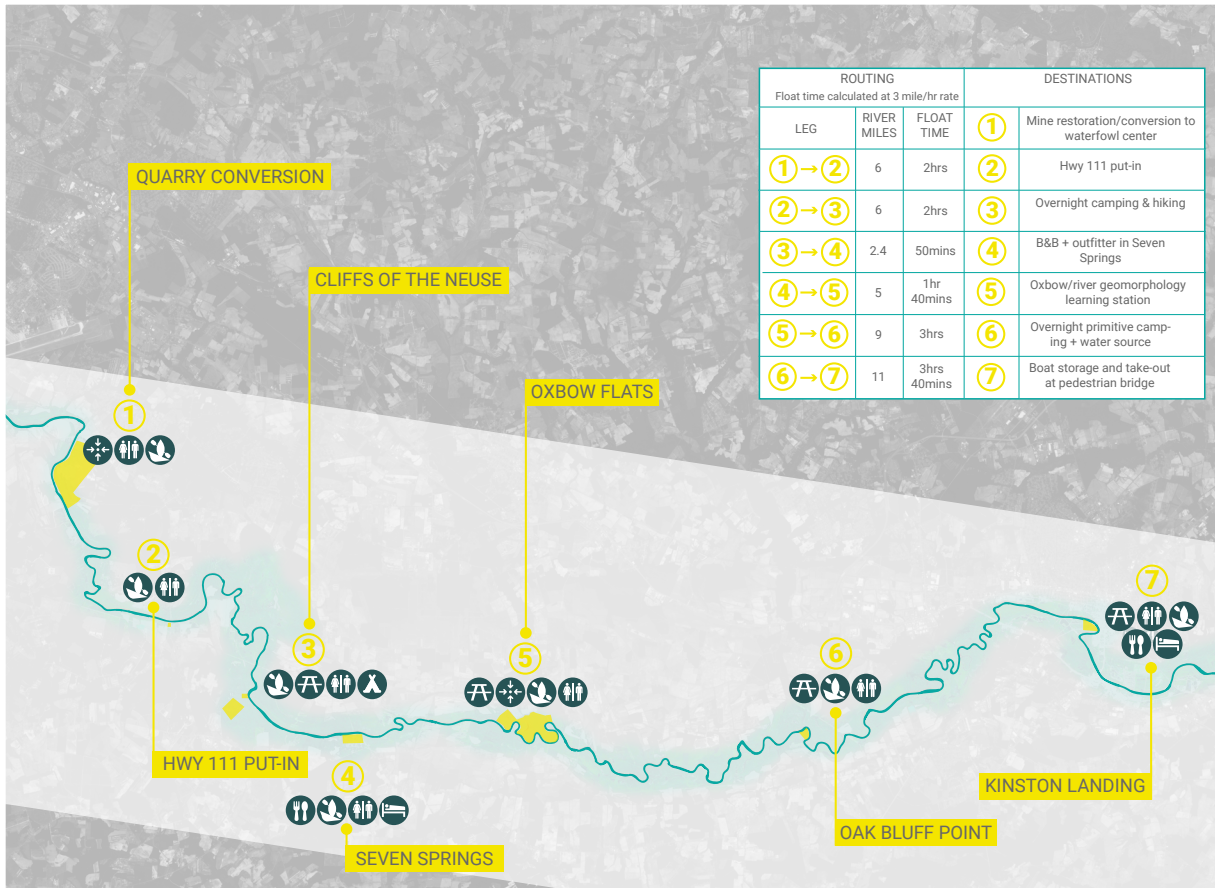 ROUTING
Float time calculated at 3 mile/hr rate
DESTINATIONS
LEG
RIVER
MILES
FLOAT
TIME
1
Mine restoration/conversion to
waterfowl center
1 → 2
6
2hrs
2
Hwy 111 put-in
2 → 3
6
2hrs
3
Overnight camping & hiking
3 → 4
2.4
50mins
4
B&B + outfitter in Seven
Springs
4 → 5
5
1hr
40mins
5
Oxbow/river geomorphology
learning station
5 → 6
9
3hrs
6
Overnight primitive camp-
ing + water source
6 → 7
11
3hrs
40mins
7
Boat storage and take-out
at pedestrian bridge
QUARRY CONVERSION
1
CLIFFS OF THE NEUSE
3
OXBOW FLATS
5
2
HWY 111 PUT-IN
4
SEVEN SPRINGS
6
OAK BLUFF POINT
7
KINSTON LANDING